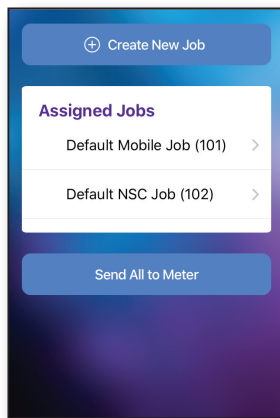 Create New Job
Assigned Jobs
Default Mobile Job (101)
Default NSC Job (102)
Send All to Meter